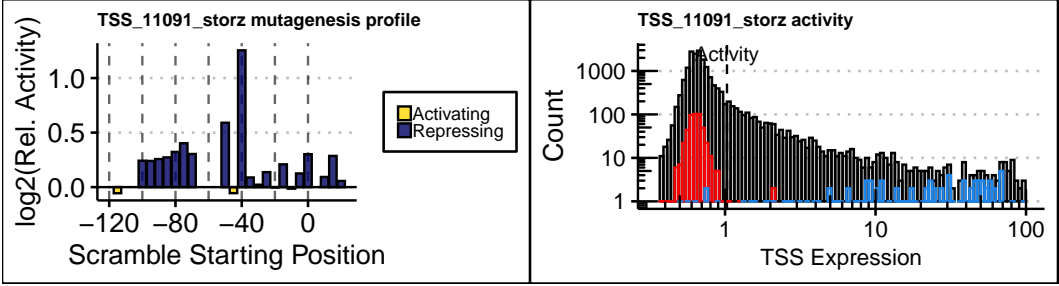 TSS_11091_storz mutagenesis profile
log2(Rel. Activity)
1.0
0.5
0.0
−120 −80 −40 0
Scramble Starting Position
Activating
Repressing
TSS_11091_storz activity
Activity
Count
1000
100
10
1
1 10 100
TSS Expression